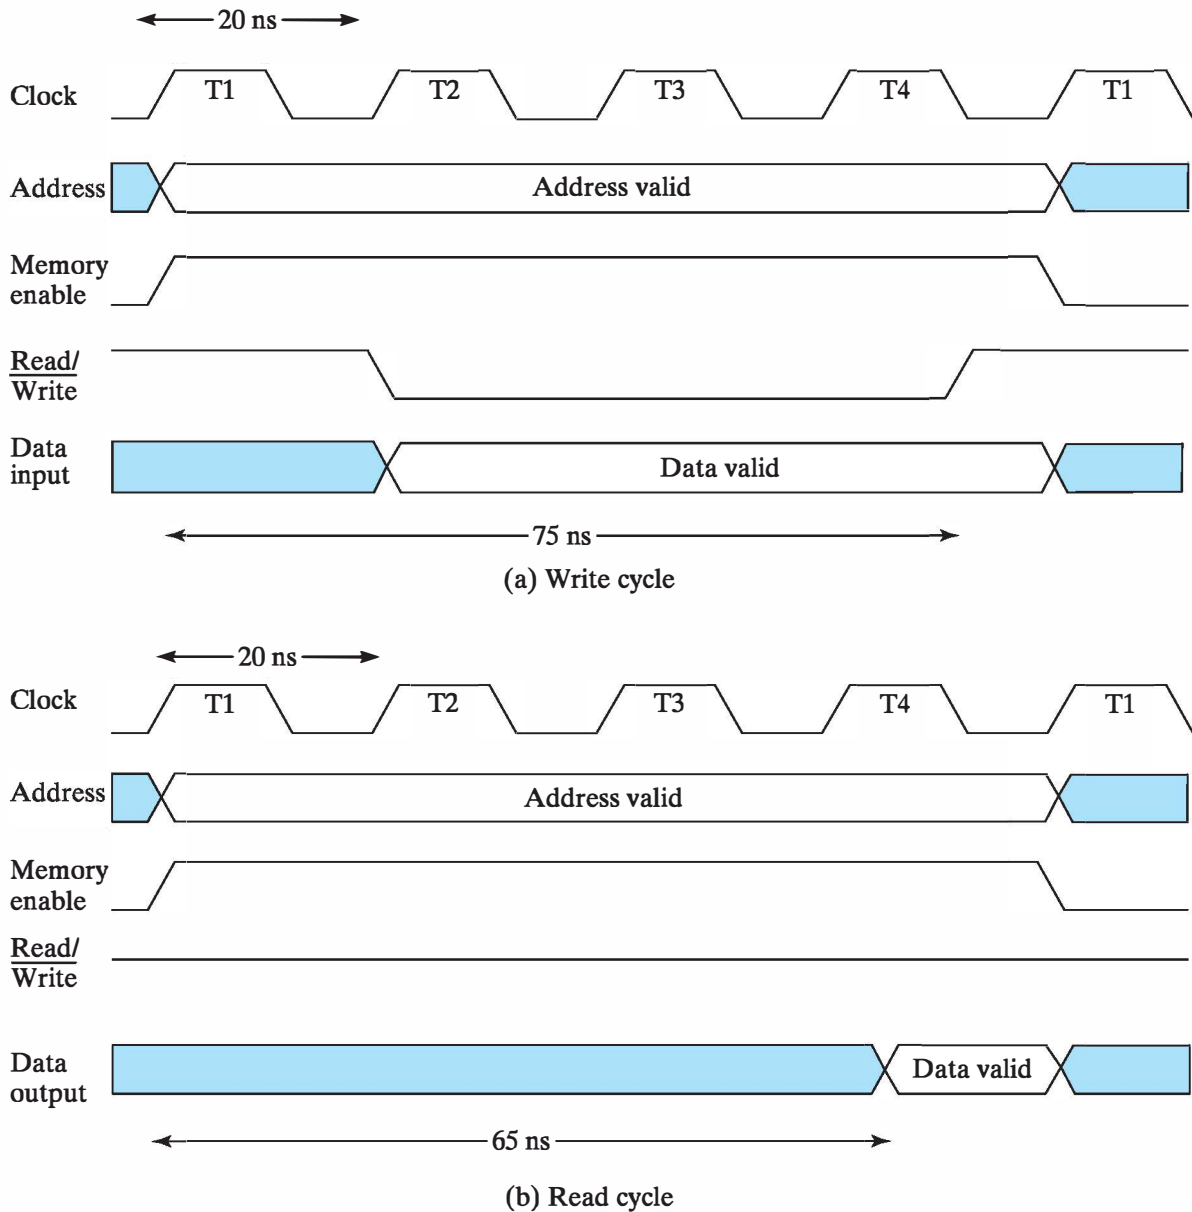 20 ns
Clock T1 T2 T3 T4 T1
Address Address valid
Memory
enable
Read/
Write
Data
input Data valid
75 ns
(a) Write cycle
20 ns
Clock T1 T2 T3 T4 T1
Address Address valid
Memory
enable
Read/
Write
Data Data valid
output
65 ns
(b) Read cycle